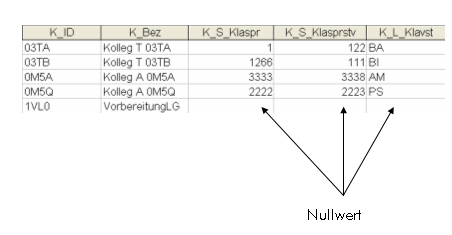 K_ID K_Bez K_S_Klaspr K_S_Klasprstv K_L_Klavst
03TA Kolleg T 03TA 1 122 BA
03TB Kolleg T 03TB 1266 111 BI
0M5A Kolleg A 0M5A 3333 3338 AM
0M5Q Kolleg A 0M5Q 2222 2223 PS
1VL0 VorbereitungLG
Nullwert